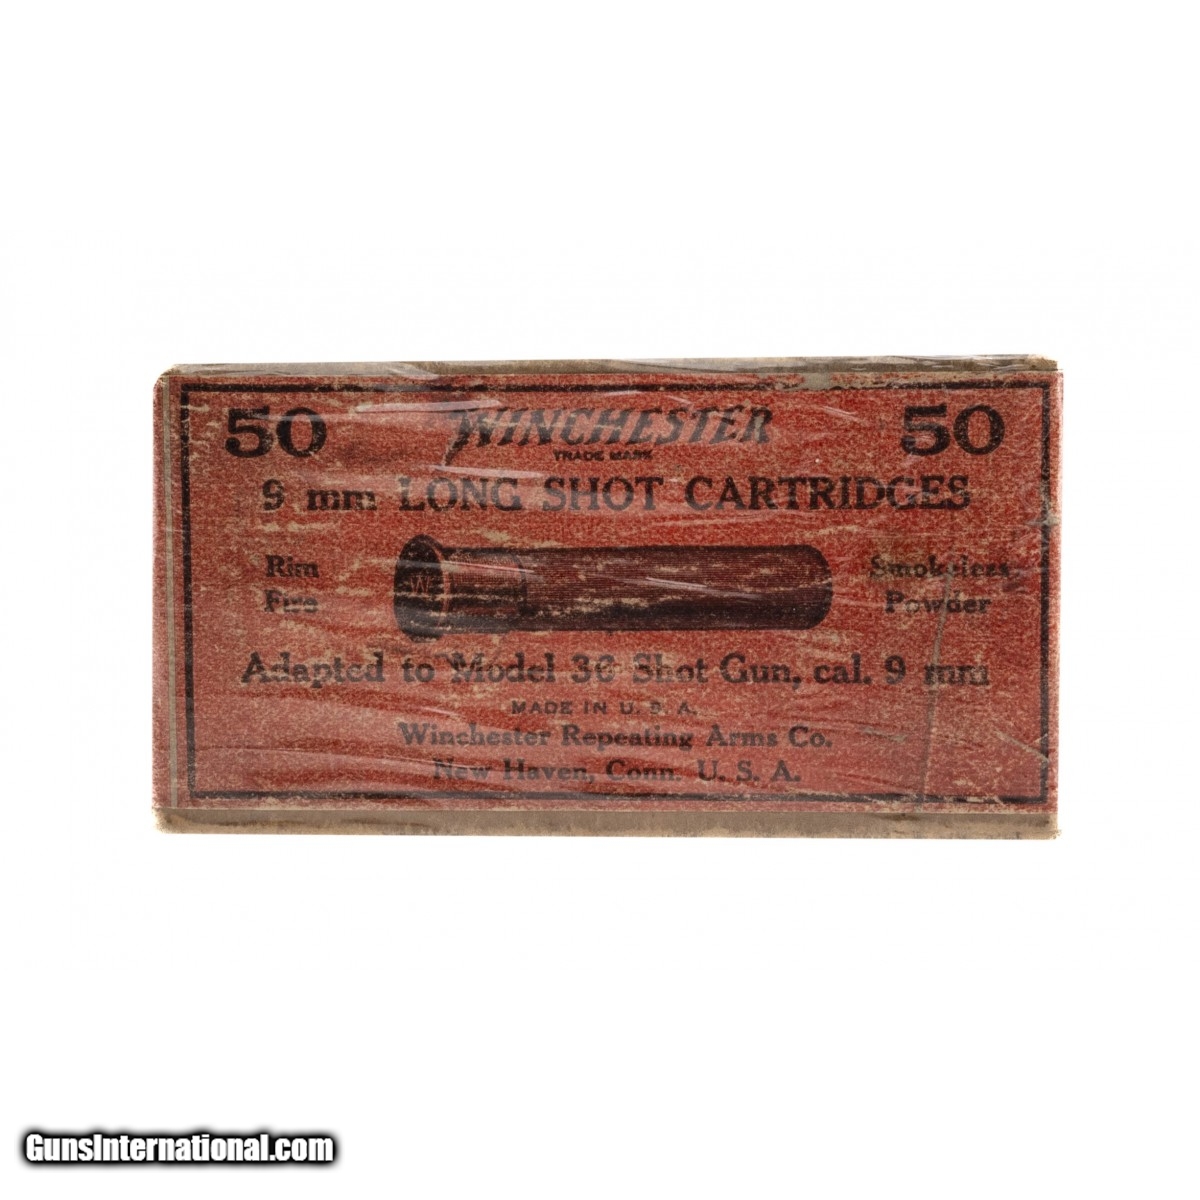 50 WINCHESTER 50
TRADE MARK
9 mm LONG SHOT CARTRIDGES
Rim Fire
W
Smokeless Powder
Adapted to Model 36 Shot Gun, cal. 9 mm
MADE IN U. S. A.
Winchester Repeating Arms Co.
New Haven, Conn. U. S. A.
GunsInternational.com